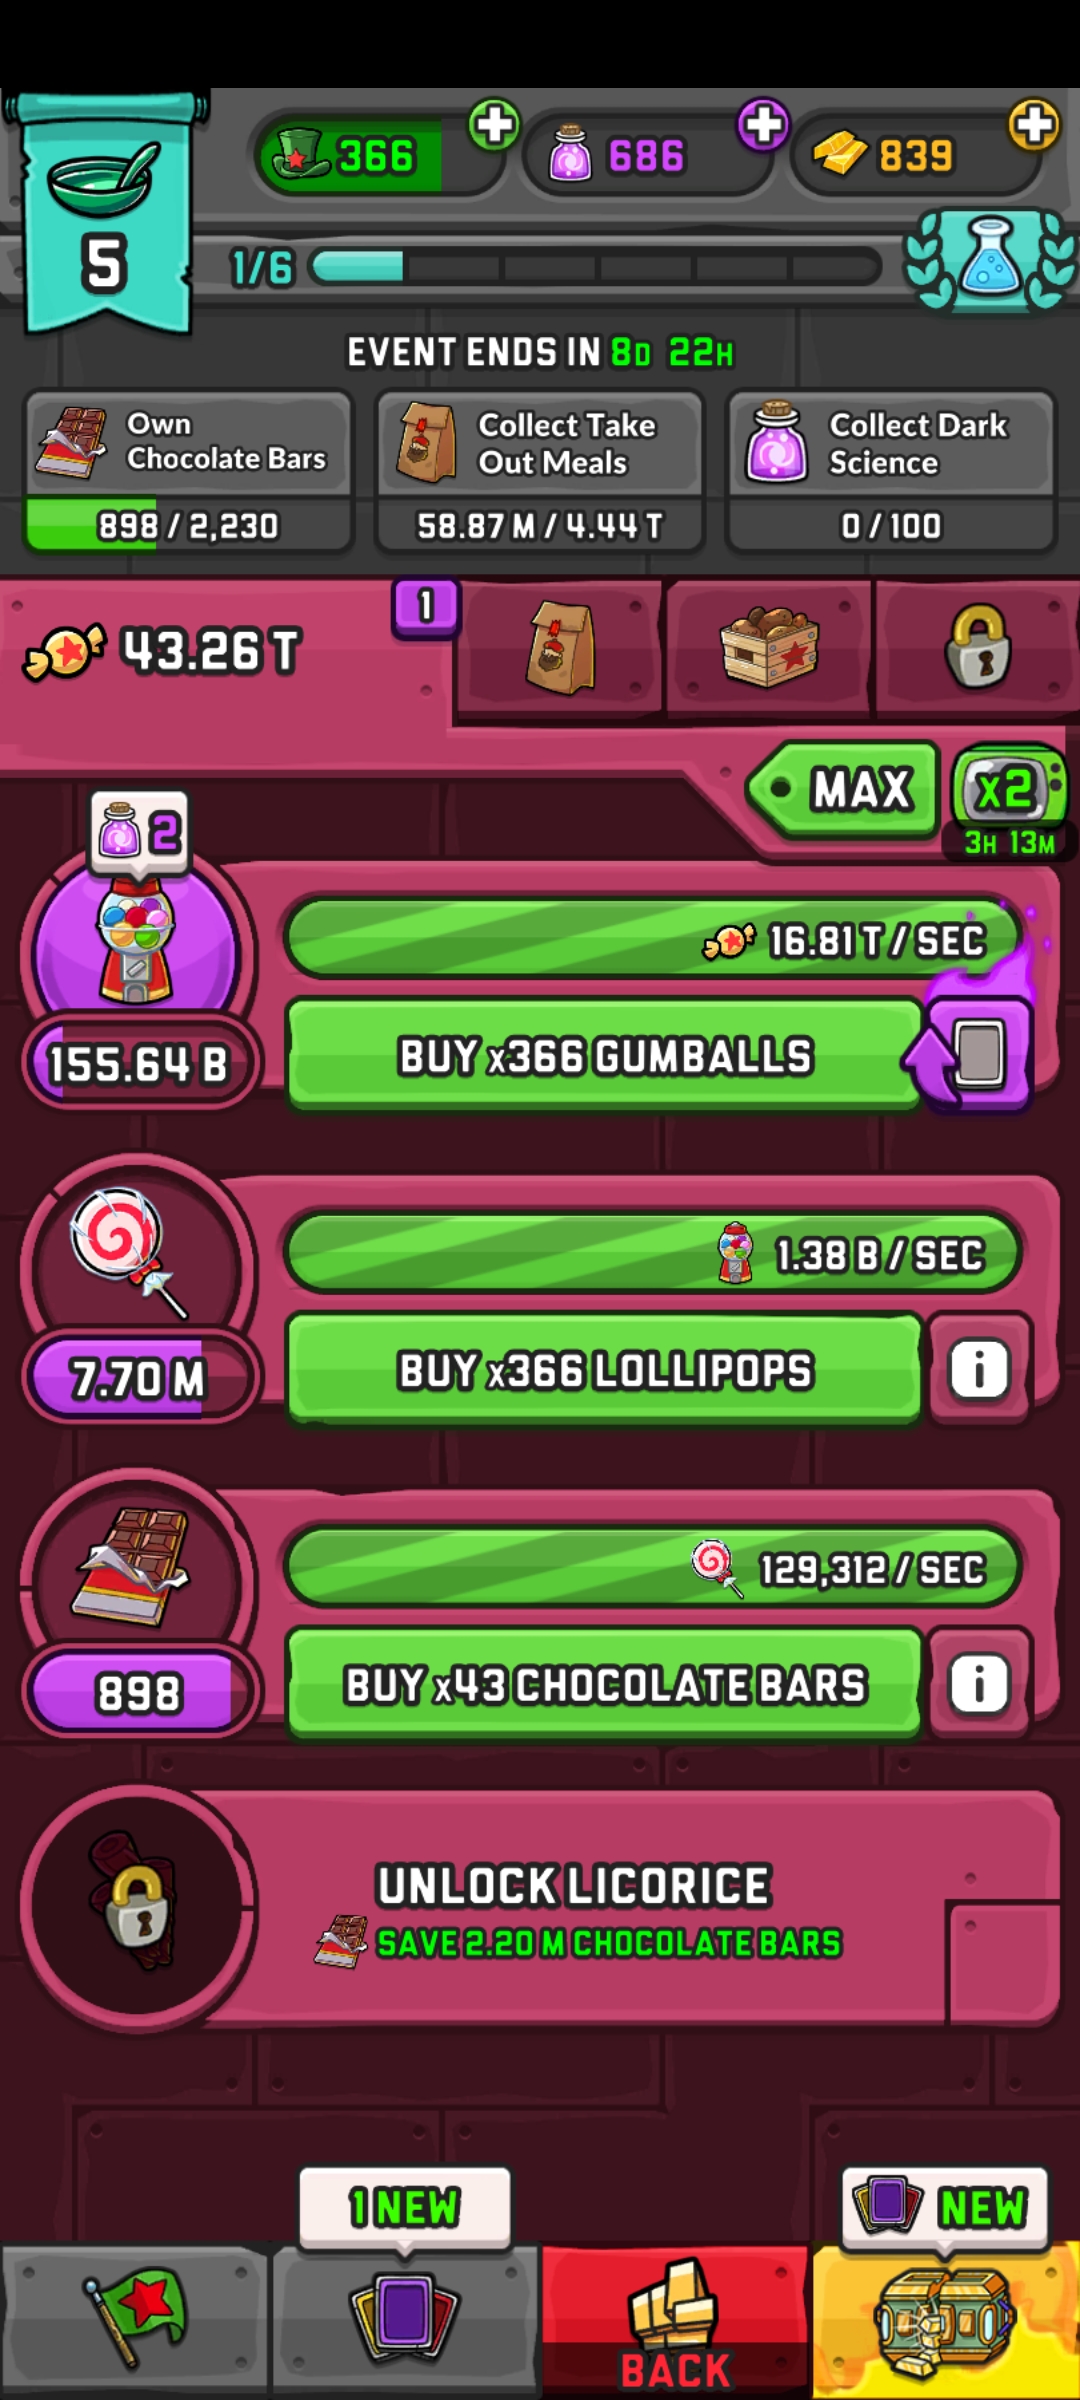 366
686
839
5
1/6
EVENT ENDS IN 8D 22H
Own
Chocolate Bars
898 / 2,230
Collect Take
Out Meals
58.87 M / 4.44 T
Collect Dark
Science
0 / 100
43.26 T
1
MAX
x2
3H 13M
2
16.81 T / SEC
155.64 B
BUY x366 GUMBALLS
1.38 B / SEC
7.70 M
BUY x366 LOLLIPOPS
i
129,312 / SEC
898
BUY x43 CHOCOLATE BARS
i
UNLOCK LICORICE
SAVE 2.20 M CHOCOLATE BARS
1 NEW
NEW
BACK